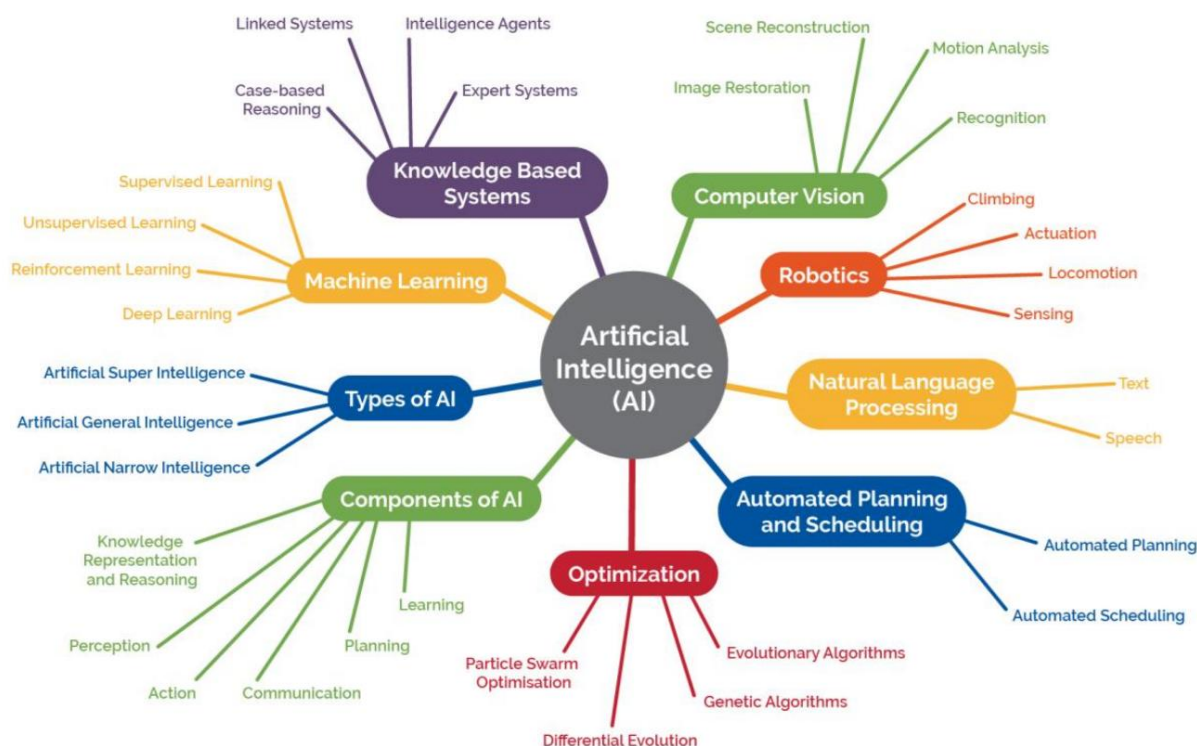 Linked Systems
Intelligence Agents
Case-based
Reasoning
Expert Systems
Knowledge Based
Systems
Scene Reconstruction
Motion Analysis
Image Restoration
Recognition
Computer Vision
Supervised Learning
Unsupervised Learning
Reinforcement Learning
Deep Learning
Machine Learning
Climbing
Actuation
Locomotion
Sensing
Robotics
Artificial
Intelligence
(AI)
Artificial Super Intelligence
Artificial General Intelligence
Artificial Narrow Intelligence
Types of AI
Natural Language
Processing
Text
Speech
Components of AI
Knowledge
Representation
and Reasoning
Perception
Action
Communication
Planning
Learning
Optimization
Particle Swarm
Optimisation
Differential Evolution
Genetic Algorithms
Evolutionary Algorithms
Automated Planning
and Scheduling
Automated Planning
Automated Scheduling